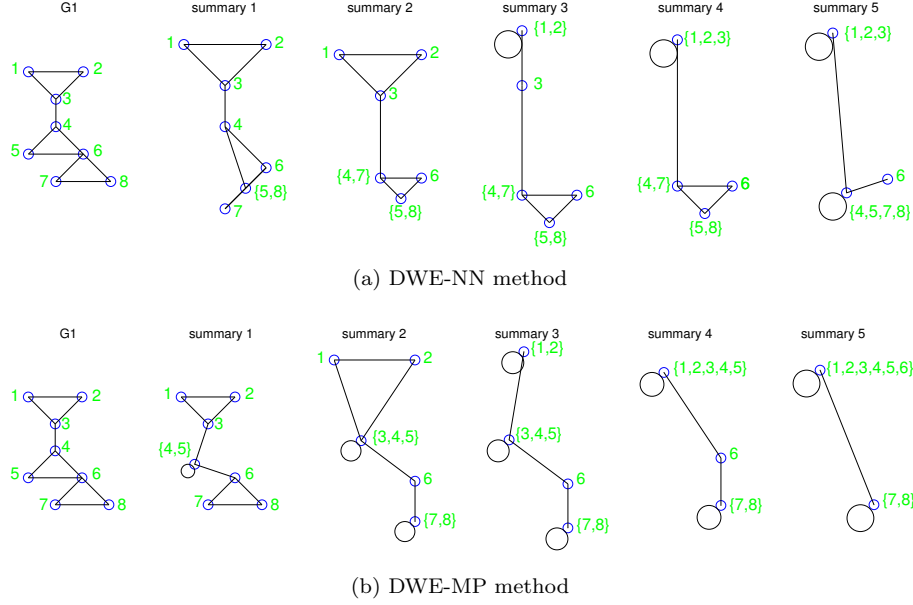 G1 summary 1 summary 2 summary 3 summary 4 summary 5
1 2 3 4 5 6 7 8
1 2 3 4 6 {5,8} 7
1 2 3 {4,7} 6 {5,8}
{1,2} 3 {4,7} 6 {5,8}
{1,2,3} {4,7} 6 {5,8}
{1,2,3} 6 {4,5,7,8}
(a) DWE-NN method
G1 summary 1 summary 2 summary 3 summary 4 summary 5
1 2 3 4 5 6 7 8
1 2 3 {4,5} 6 7 8
1 2 {3,4,5} 6 {7,8}
{1,2} {3,4,5} 6 {7,8}
{1,2,3,4,5} 6 {7,8}
{1,2,3,4,5,6} {7,8}
(b) DWE-MP method